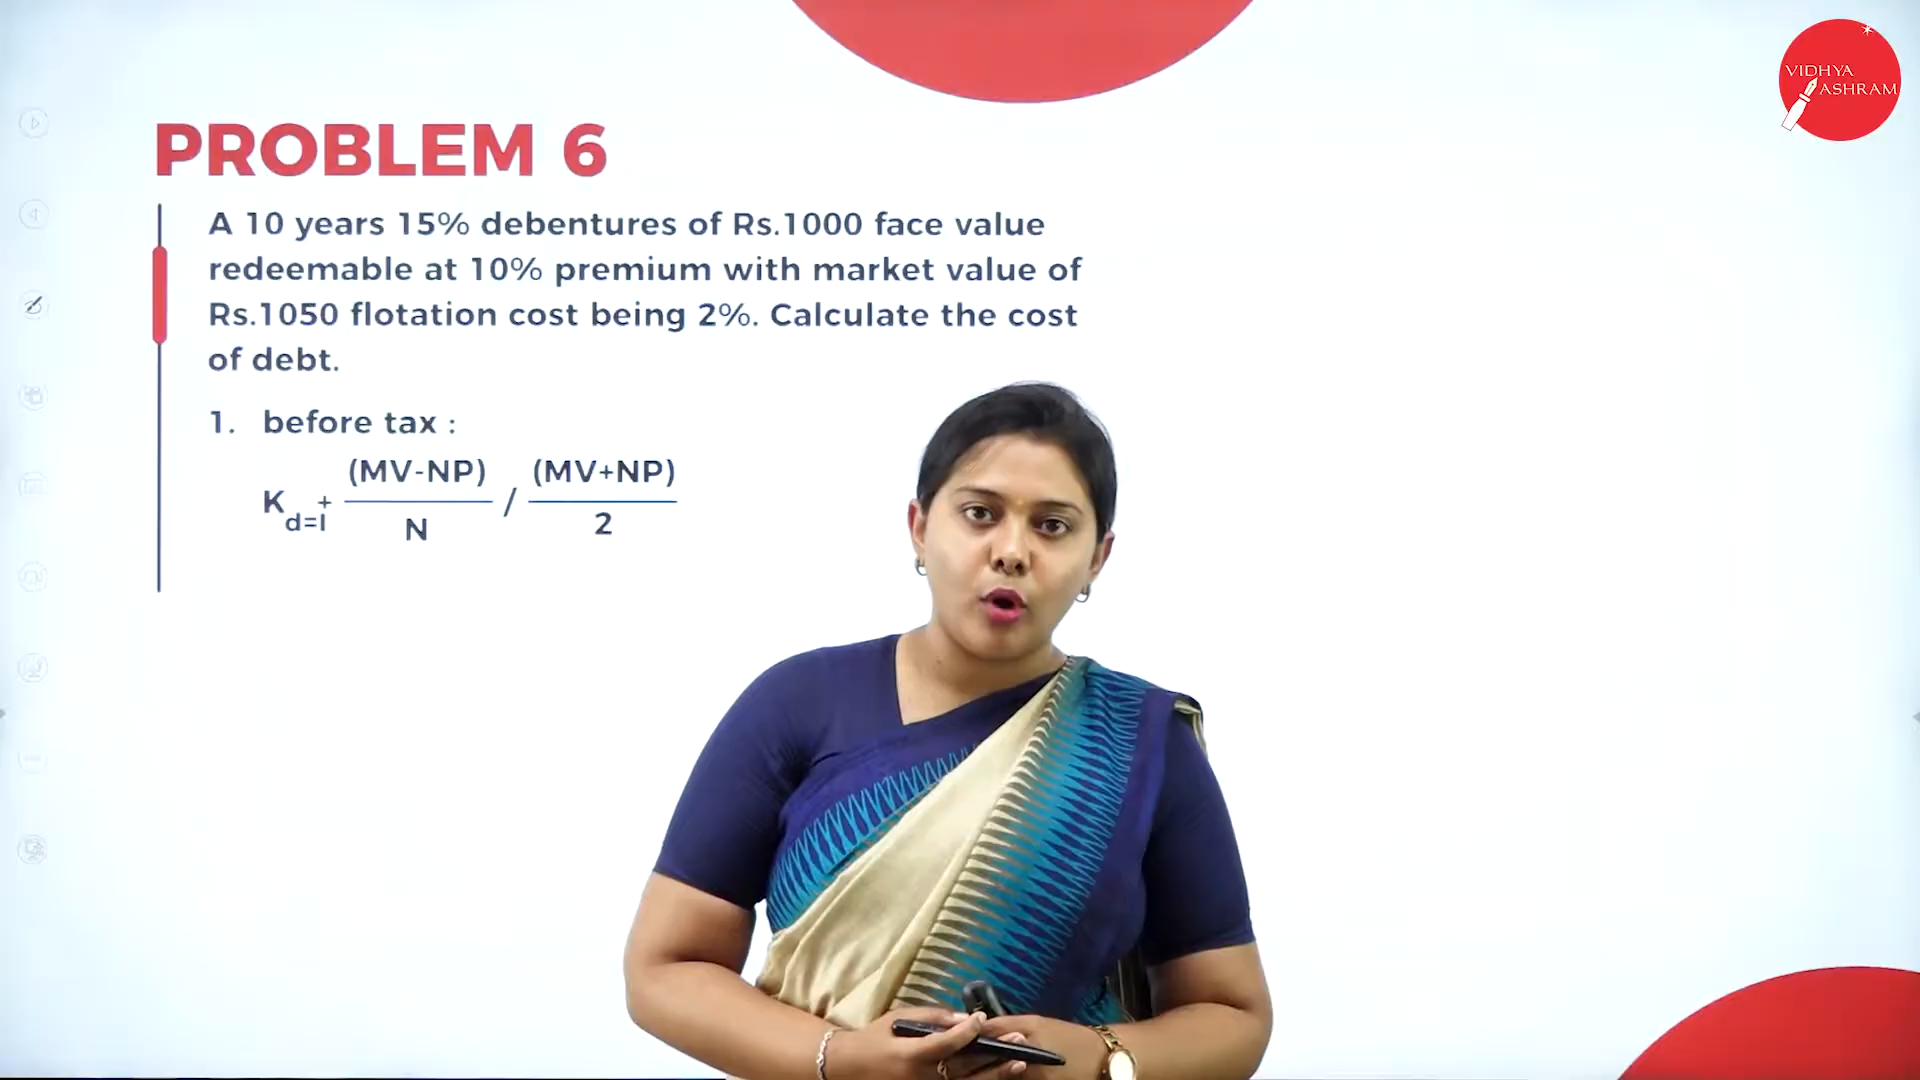 VIDHYA
ASHRAM
PROBLEM 6
A 10 years 15% debentures of Rs.1000 face value
redeemable at 10% premium with market value of
Rs.1050 flotation cost being 2%. Calculate the cost
of debt.
1. before tax :
K d=I + (MV-NP) / N / (MV+NP) / 2